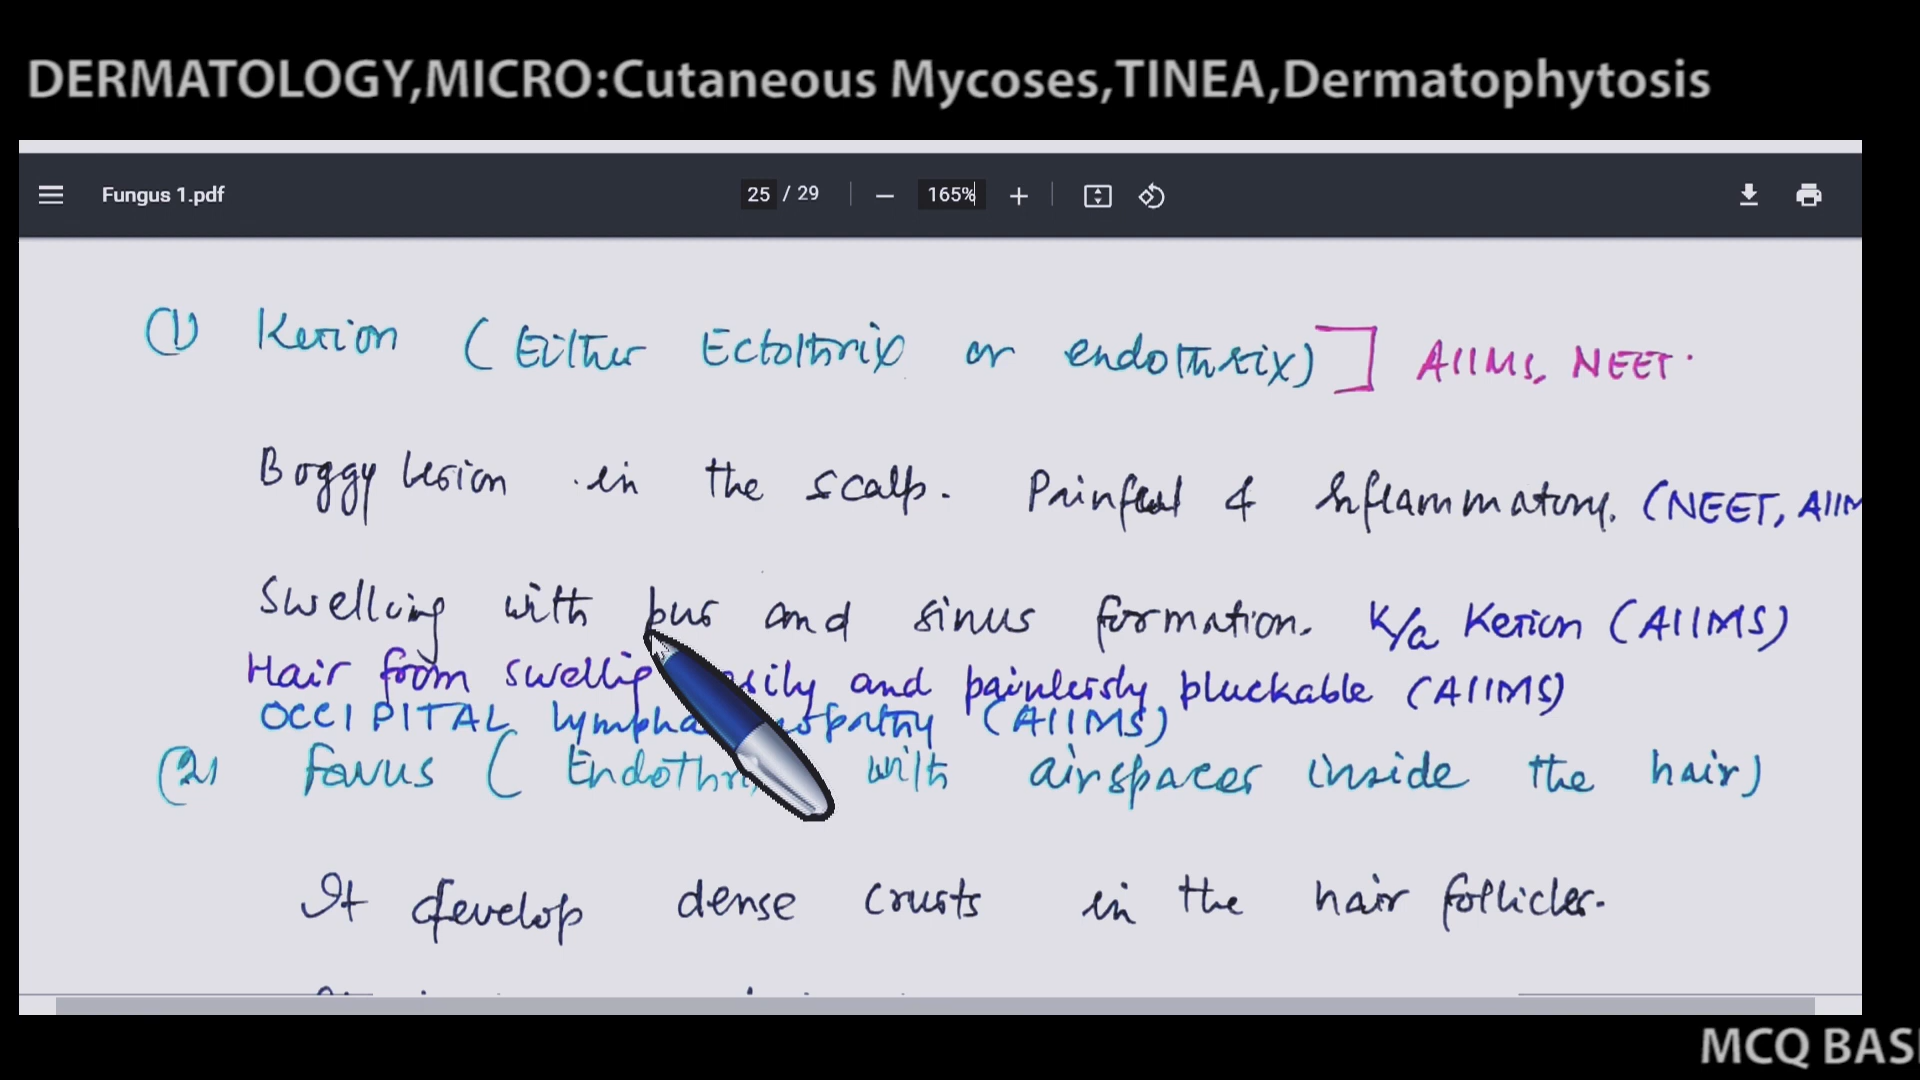 DERMATOLOGY,MICRO:Cutaneous Mycoses,TINEA,Dermatophytosis
Fungus 1.pdf 25 / 29 165%
(1) Kerion (Either Ectothrix or endothrix) ] AIIMS, NEET.
Boggy lesion in the scalp. Painful & Inflammatory. (NEET, AIIM
Swelling with pus and sinus formation. K/a Kerion (AIIMS)
Hair from swellig and painlessly pluckable (AIIMS)
OCCIPITAL (AIIMS)
(2) Favus ( with airspaces inside the hair)
It develop dense crusts in the hair follicles.
MCQ BAS